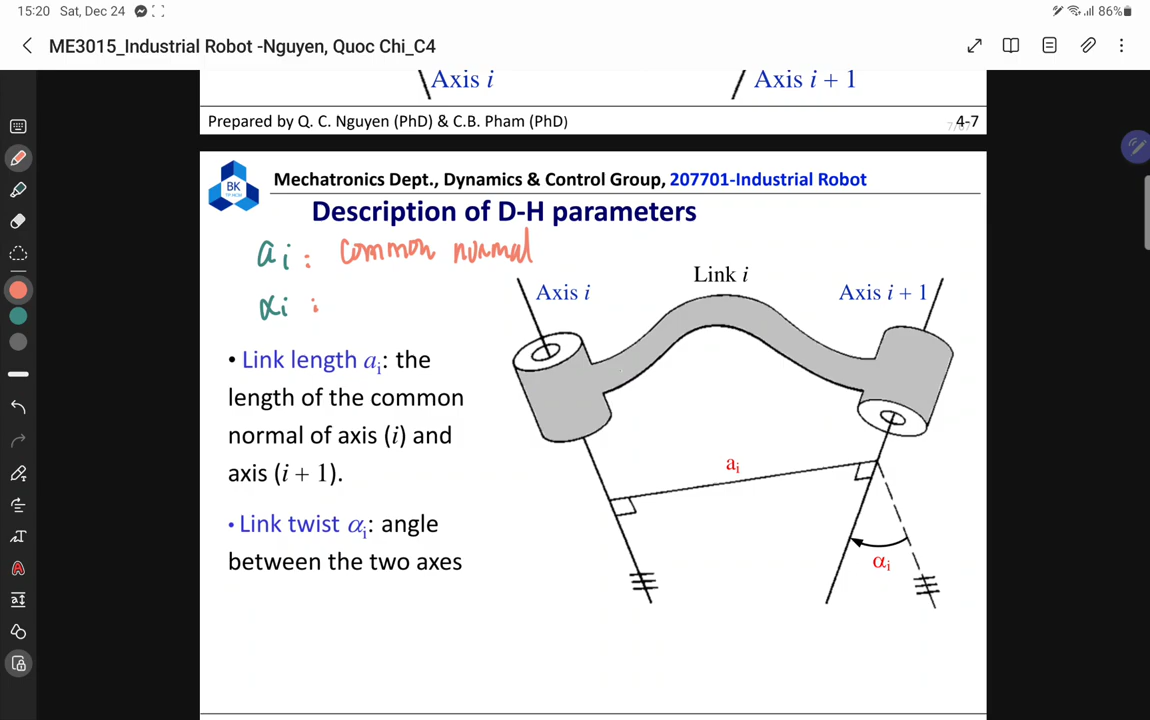 15:20 Sat, Dec 24
86%
ME3015_Industrial Robot -Nguyen, Quoc Chi_C4
Axis i
Axis i + 1
Prepared by Q. C. Nguyen (PhD) & C.B. Pham (PhD)
4-7
BK
Mechatronics Dept., Dynamics & Control Group, 207701-Industrial Robot
Description of D-H parameters
ai : common normal
αi :
Link i
Axis i
Axis i + 1
• Link length ai: the
length of the common
normal of axis (i) and
axis (i + 1).
ai
• Link twist αi: angle
between the two axes
αi